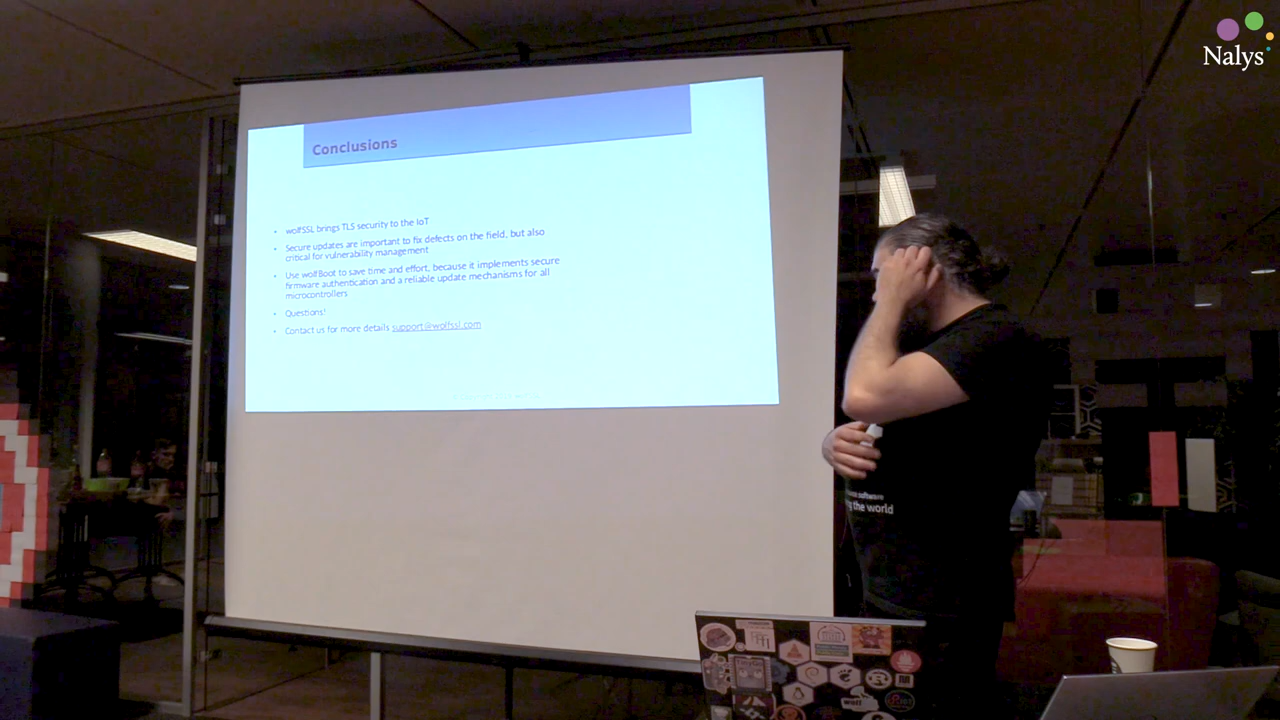 Nalys
Conclusions
wolfSSL brings TLS security to the IoT
Secure updates are important to fix defects on the field, but also
critical for vulnerability management
Use wolfBoot to save time and effort, because it implements secure
firmware authentication and a reliable update mechanisms for all
microcontrollers
Questions?
Contact us for more details support@wolfssl.com
software
the world
wolf